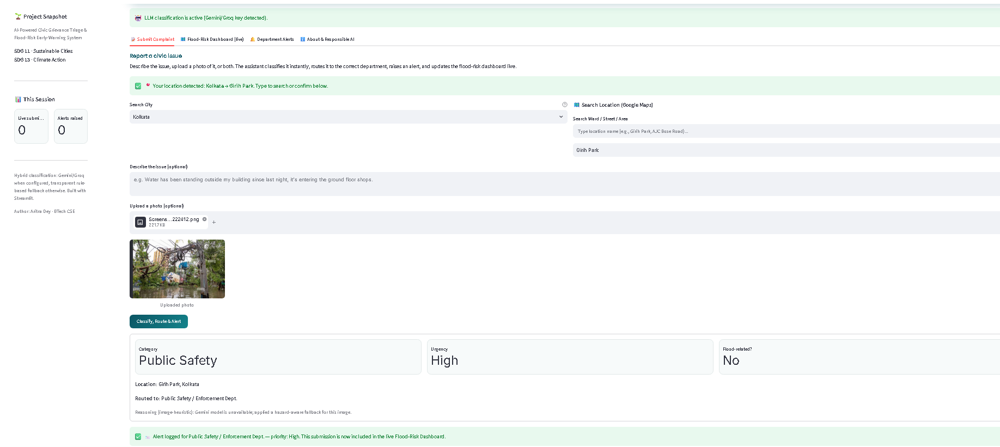 Project Snapshot
AI-Powered Civic Grievance Triage &
Flood-Risk Early-Warning System
SDG 11 · Sustainable Cities
SDG 13 · Climate Action
This Session
Live submi...
Alerts raised
0
0
Hybrid classification: Gemini/Groq
when configured, transparent rule-
based fallback otherwise. Built with
Streamlit.
Author: Aritra Dey · BTech CSE
LLM classification is active (Gemini/Groq key detected).
Submit Complaint
Flood-Risk Dashboard (live)
Department Alerts
About & Responsible AI
Report a civic issue
Describe the issue, upload a photo of it, or both. The assistant classifies it instantly, routes it to the correct department, raises an alert, and updates the flood-risk dashboard live.
Your location detected: Kolkata → Girih Park. Type to search or confirm below.
Search City
Kolkata
Search Location (Google Maps)
Search Ward / Street / Area
Type location name (e.g., Girih Park, AJC Bose Road)...
Girih Park
Describe the issue (optional)
e.g. Water has been standing outside my building since last night, it's entering the ground floor shops.
Upload a photo (optional)
Screens...222412.png
221.7KB
Uploaded photo
Classify, Route & Alert
Category
Public Safety
Urgency
High
Flood-related?
No
Location: Girih Park, Kolkata
Routed to: Public Safety / Enforcement Dept.
Reasoning (image-heuristic): Gemini model is unavailable; applied a hazard-aware fallback for this image.
Alert logged for Public Safety / Enforcement Dept. — priority: High. This submission is now included in the live Flood-Risk Dashboard.